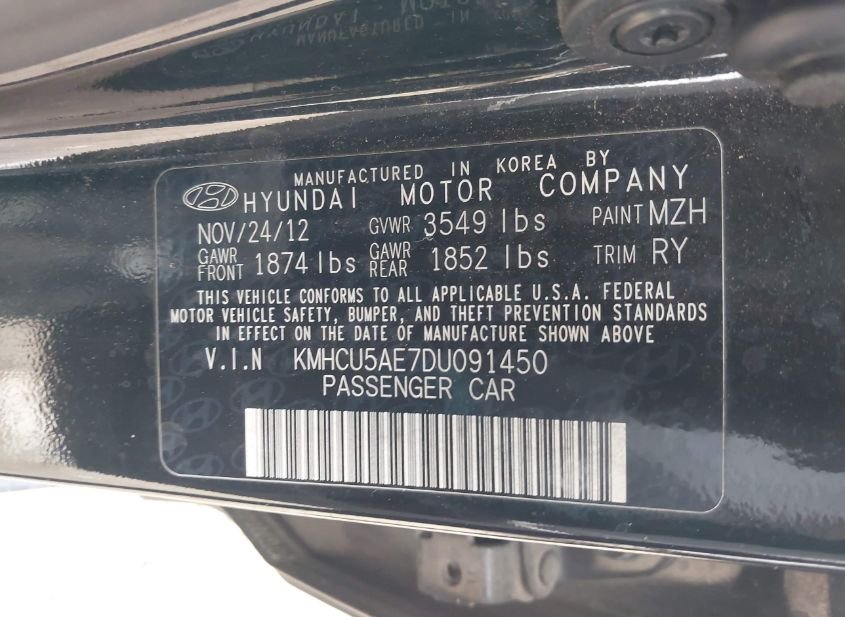 MANUFACTURED IN KOREA BY
HYUNDAI MOTOR COMPANY
NOV/24/12 GVWR 3549 lbs PAINT MZH
GAWR FRONT 1874 lbs GAWR REAR 1852 lbs TRIM RY
THIS VEHICLE CONFORMS TO ALL APPLICABLE U.S.A. FEDERAL
MOTOR VEHICLE SAFETY, BUMPER, AND THEFT PREVENTION STANDARDS
IN EFFECT ON THE DATE OF MANUFACTURE SHOWN ABOVE
V.I.N KMHCU5AE7DU091450
PASSENGER CAR